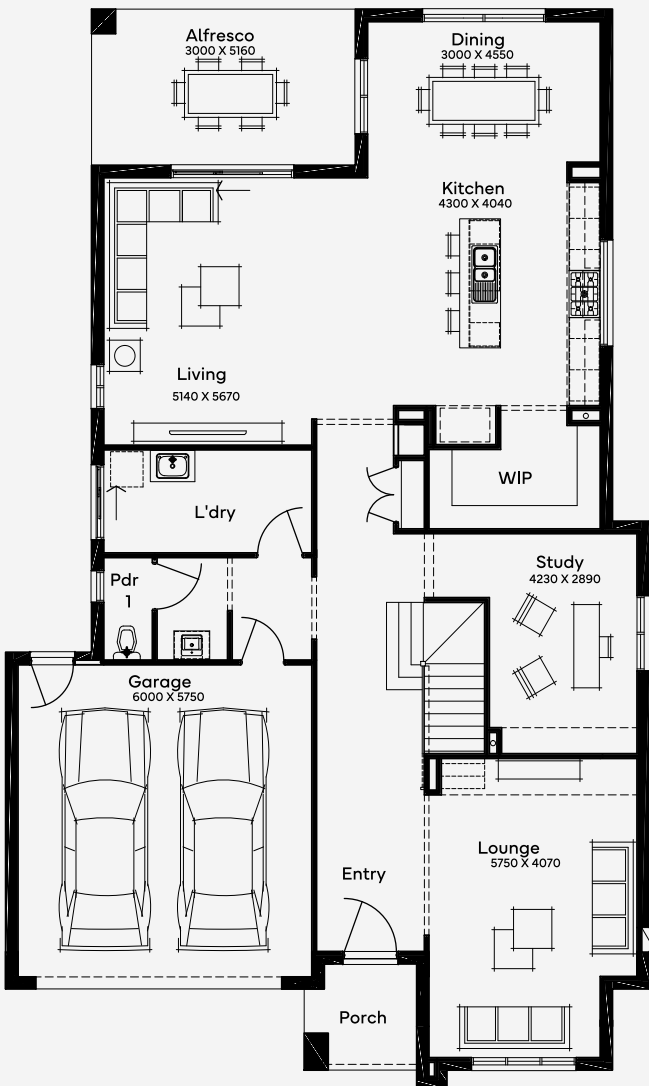 Alfresco
3000 X 5160
Dining
3000 X 4550
Kitchen
4300 X 4040
Living
5140 X 5670
WIP
L'dry
Study
4230 X 2890
Pdr
1
Garage
6000 X 5750
Lounge
5750 X 4070
Entry
Porch